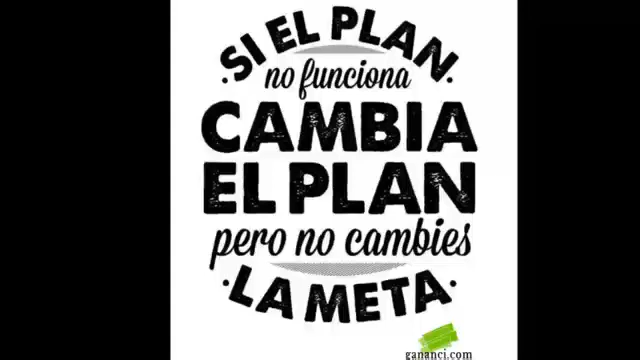 ·SI EL PLAN·
no funciona
CAMBIA
EL PLAN
pero no cambies
·LA META·
gananci.com